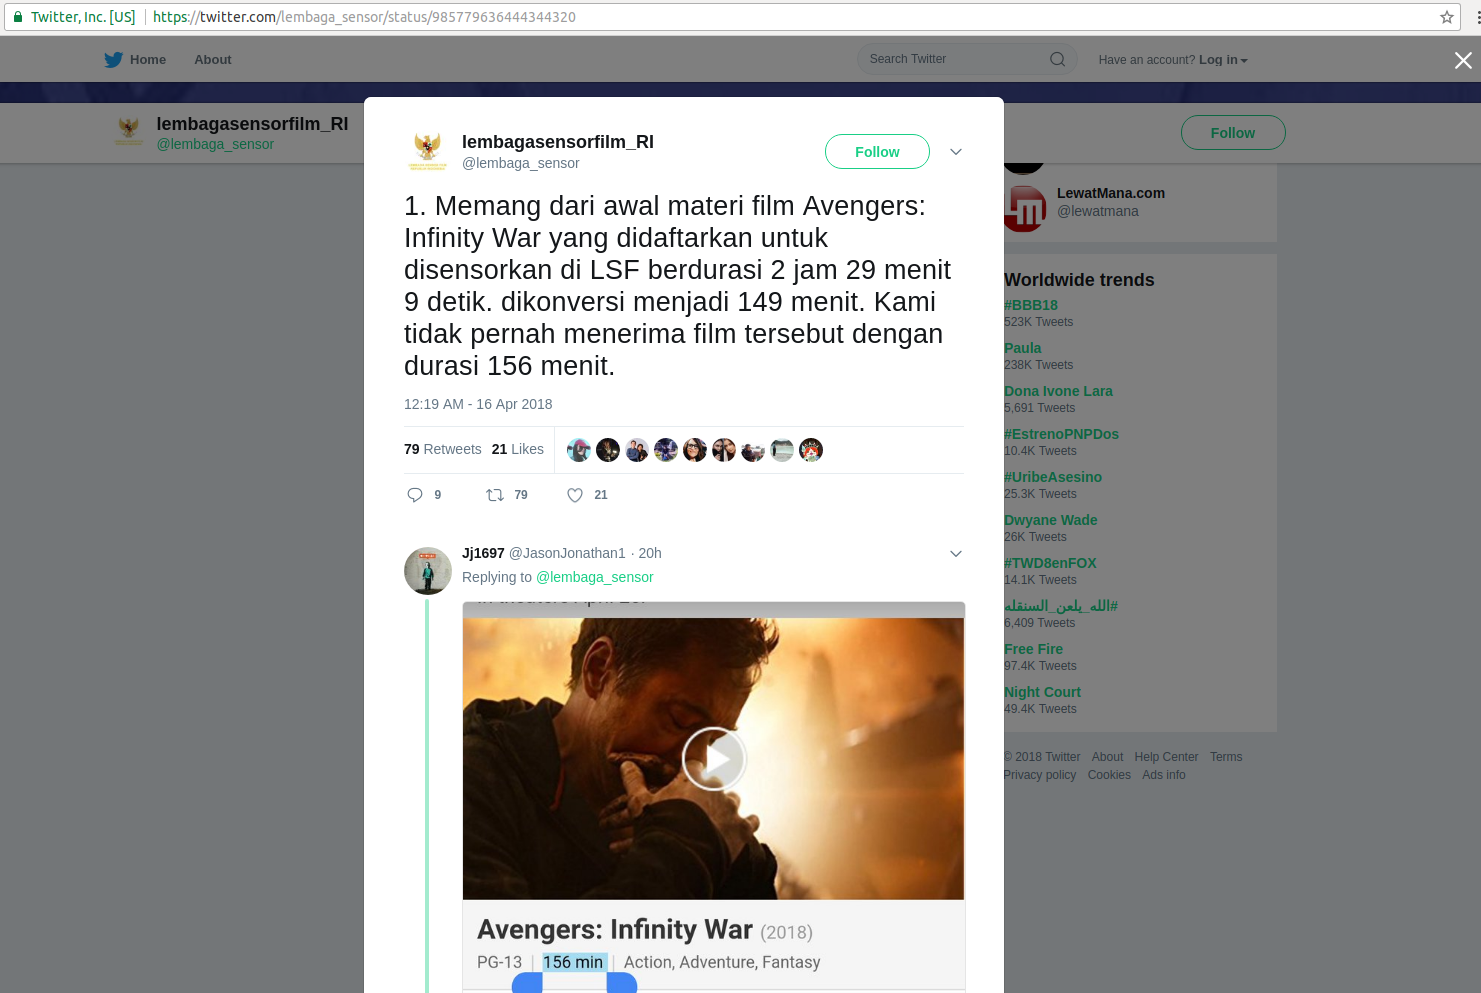 Twitter, Inc. [US] https://twitter.com/lembaga_sensor/status/985779636444344320
Home About Search Twitter Have an account? Log in
lembagasensorfilm_RI
@lembaga_sensor
Follow
lembagasensorfilm_RI
@lembaga_sensor
Follow
1. Memang dari awal materi film Avengers:
Infinity War yang didaftarkan untuk
disensorkan di LSF berdurasi 2 jam 29 menit
9 detik. dikonversi menjadi 149 menit. Kami
tidak pernah menerima film tersebut dengan
durasi 156 menit.
12:19 AM - 16 Apr 2018
79 Retweets 21 Likes
9 79 21
Jj1697 @JasonJonathan1 · 20h
Replying to @lembaga_sensor
Avengers: Infinity War (2018)
PG-13 | 156 min | Action, Adventure, Fantasy
LewatMana.com
@lewatmana
Worldwide trends
#BBB18
523K Tweets
Paula
238K Tweets
Dona Ivone Lara
5,691 Tweets
#EstrenoPNPDos
10.4K Tweets
#UribeAsesino
25.3K Tweets
Dwyane Wade
26K Tweets
#TWD8enFOX
14.1K Tweets
#الله_يلعن_السنقله
6,409 Tweets
Free Fire
97.4K Tweets
Night Court
49.4K Tweets
© 2018 Twitter About Help Center Terms
Privacy policy Cookies Ads info